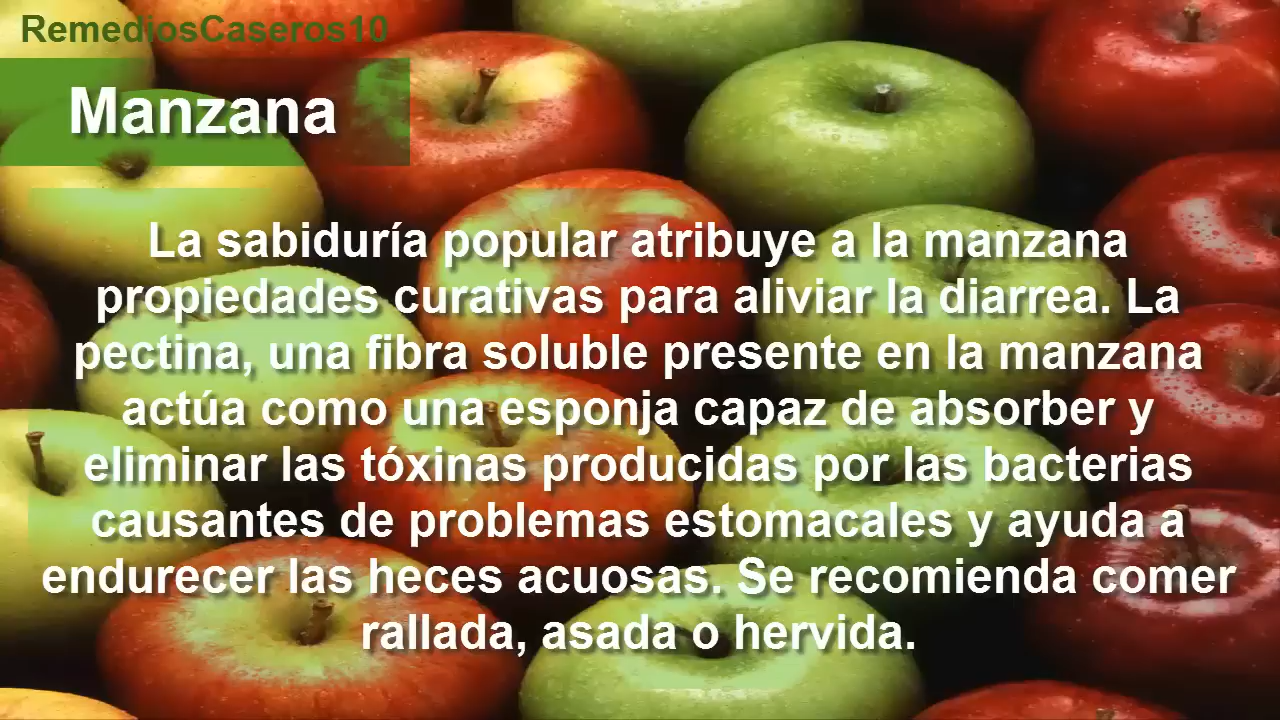 RemediosCaseros10
Manzana
La sabiduría popular atribuye a la manzana
propiedades curativas para aliviar la diarrea. La
pectina, una fibra soluble presente en la manzana
actúa como una esponja capaz de absorber y
eliminar las tóxinas producidas por las bacterias
causantes de problemas estomacales y ayuda a
endurecer las heces acuosas. Se recomienda comer
rallada, asada o hervida.